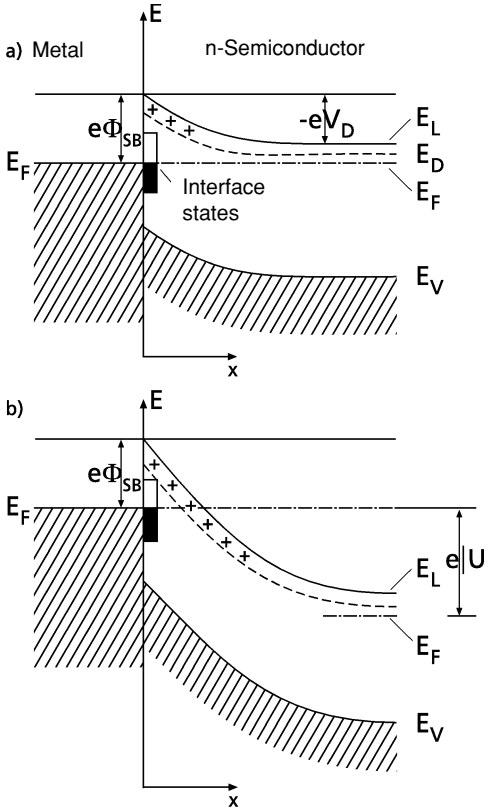 E
a) Metal
n-Semiconductor
eΦSB
-eVD
EL
EF
ED
Interface
states
EF
EV
x
b)
E
eΦSB
EF
e|U
EL
EF
EV
x